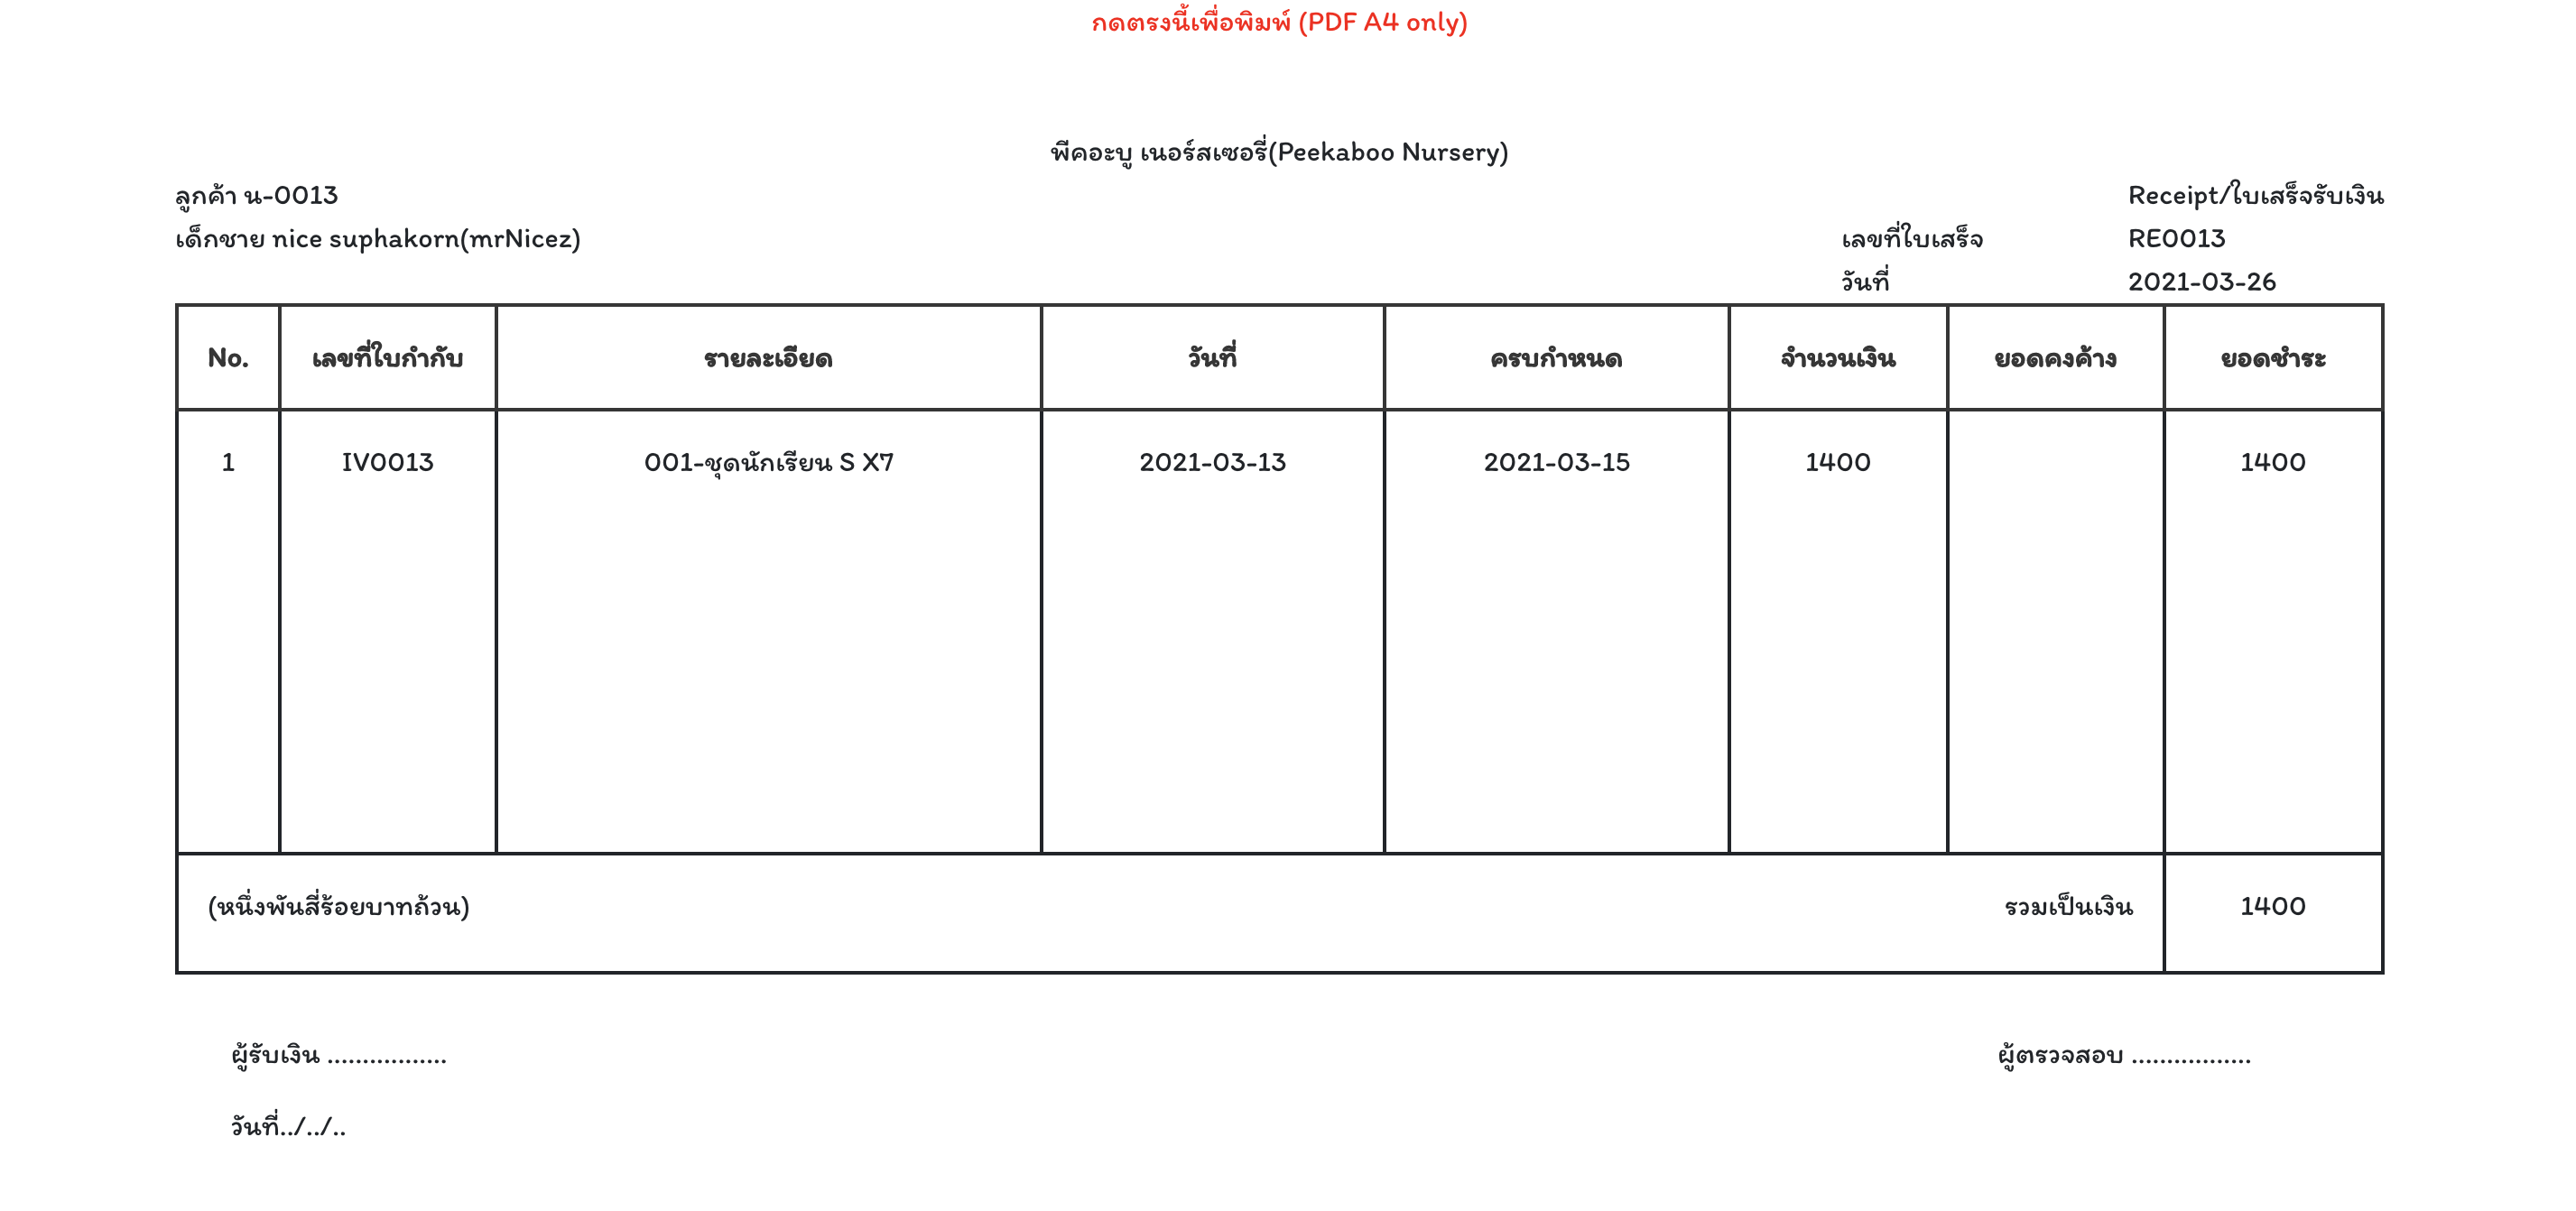 กดตรงนี้เพื่อพิมพ์ (PDF A4 only)
พีคอะบู เนอร์สเซอรี่(Peekaboo Nursery)
ลูกค้า น-0013 Receipt/ใบเสร็จรับเงิน
เด็กชาย nice suphakorn(mrNicez) เลขที่ใบเสร็จ RE0013
วันที่ 2021-03-26
No. เลขที่ใบกำกับ รายละเอียด วันที่ ครบกำหนด จำนวนเงิน ยอดคงค้าง ยอดชำระ
1 IV0013 001-ชุดนักเรียน S X7 2021-03-13 2021-03-15 1400 1400
(หนึ่งพันสี่ร้อยบาทถ้วน) รวมเป็นเงิน 1400
ผู้รับเงิน ................. ผู้ตรวจสอบ .................
วันที่../../..